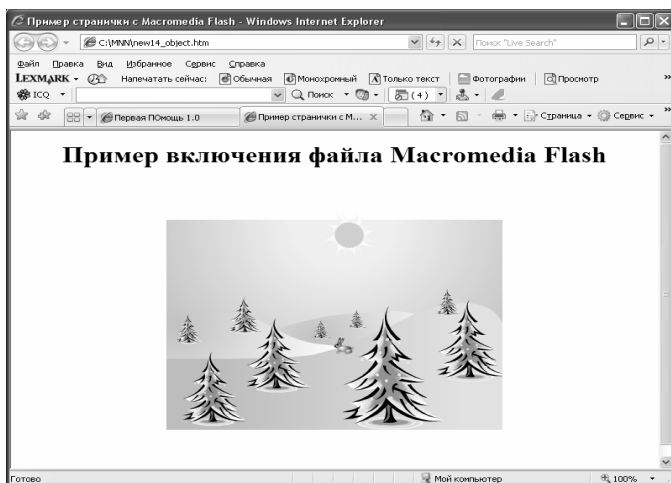 Пример странички с Macromedia Flash - Windows Internet Explorer
C:\MNN\new14_object.htm
Поиск "Live Search"
Файл Правка Вид Избранное Сервис Справка
LEXMARK Напечатать сейчас: Обычная Монохромный Только текст Фотографии Просмотр »
ICQ Поиск (4)
Первая ПОмощь 1.0 Пример странички с М... X Страница Сервис »
Пример включения файла Macromedia Flash
Готово Мой компьютер 100%